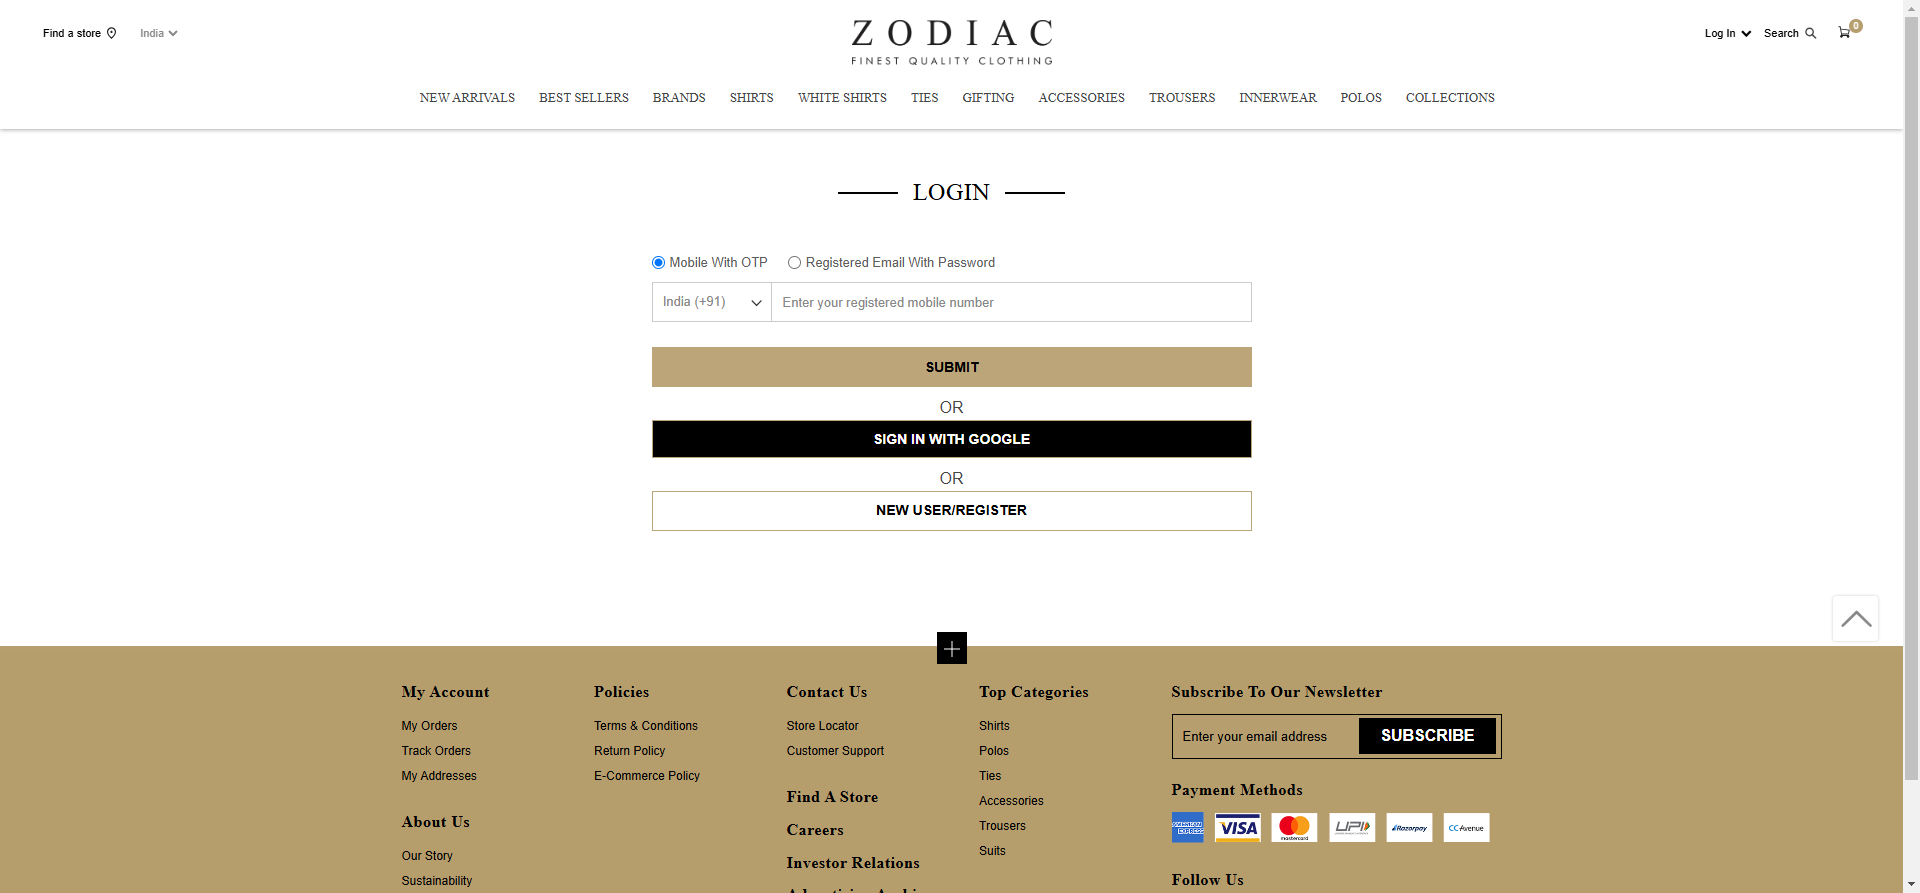 Find a store
India
ZODIAC
FINEST QUALITY CLOTHING
Log In
Search
0
NEW ARRIVALS BEST SELLERS BRANDS SHIRTS WHITE SHIRTS TIES GIFTING ACCESSORIES TROUSERS INNERWEAR POLOS COLLECTIONS
LOGIN
Mobile With OTP Registered Email With Password
India (+91) Enter your registered mobile number
SUBMIT
OR
SIGN IN WITH GOOGLE
OR
NEW USER/REGISTER
My Account
My Orders
Track Orders
My Addresses
About Us
Our Story
Sustainability
Policies
Terms & Conditions
Return Policy
E-Commerce Policy
Contact Us
Store Locator
Customer Support
Find A Store
Careers
Investor Relations
Top Categories
Shirts
Polos
Ties
Accessories
Trousers
Suits
Subscribe To Our Newsletter
Enter your email address SUBSCRIBE
Payment Methods
AMERICAN EXPRESS
VISA
mastercard
UPI
Razorpay
CCAvenue
Follow Us